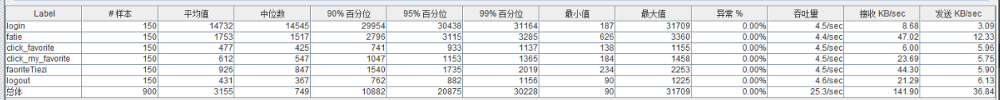 Label # 样本 平均值 中位数 90% 百分位 95% 百分位 99% 百分位 最小值 最大值 异常 % 吞吐量 接收 KB/sec 发送 KB/sec
login 150 14732 14545 29954 30438 31164 187 31709 0.00% 4.5/sec 8.68 3.09
fatie 150 1753 1517 2796 3115 3285 626 3360 0.00% 4.5/sec 47.02 12.33
click_favorite 150 477 425 741 933 1137 138 1155 0.00% 4.5/sec 6.00 5.96
click_my_favorite 150 612 547 1047 1153 1365 184 1458 0.00% 4.5/sec 23.69 5.75
faoriteTiezi 150 926 847 1540 1735 2019 234 2253 0.00% 4.5/sec 44.30 5.90
logout 150 431 367 762 882 1156 90 1225 0.00% 4.6/sec 21.29 6.13
总体 900 3155 749 10882 20875 30228 90 31709 0.00% 25.3/sec 141.90 36.84